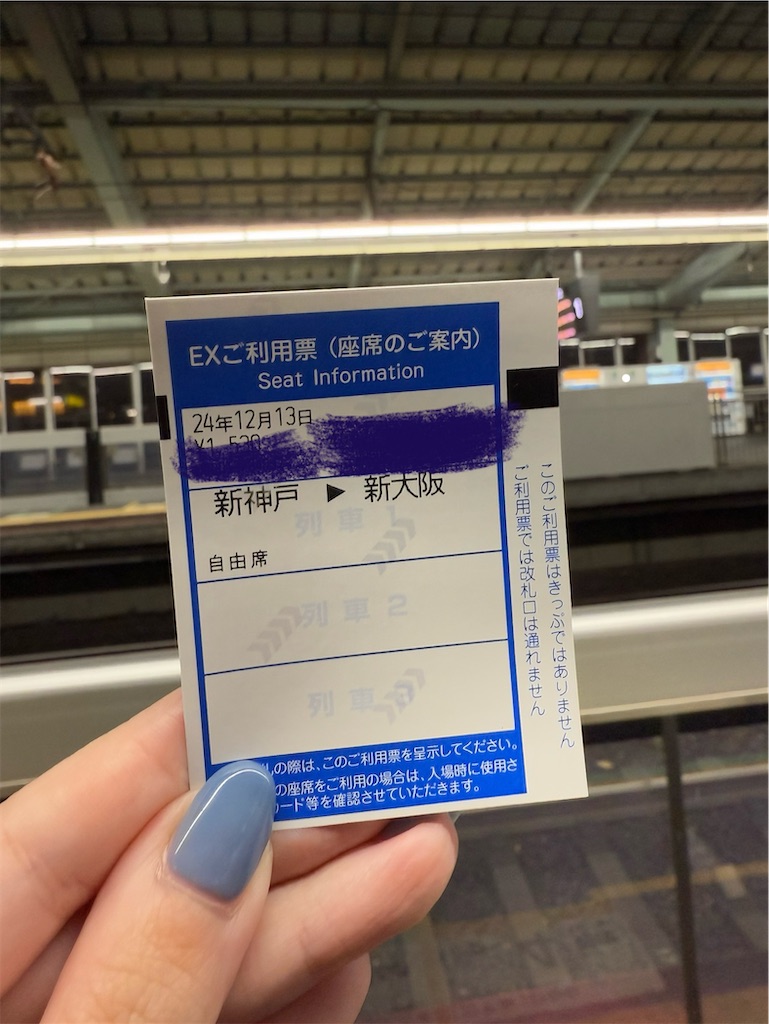 EXご利用票（座席のご案内）
Seat Information
24年12月13日
新神戸 ▶ 新大阪
列車1
自由席
列車2
列車
の際は、このご利用票を呈示してください。
の座席をご利用の場合は、入場時に使用さ
ード等を確認させていただきます。
このご利用票はきっぷではありません
ご利用票では改札口は通れません